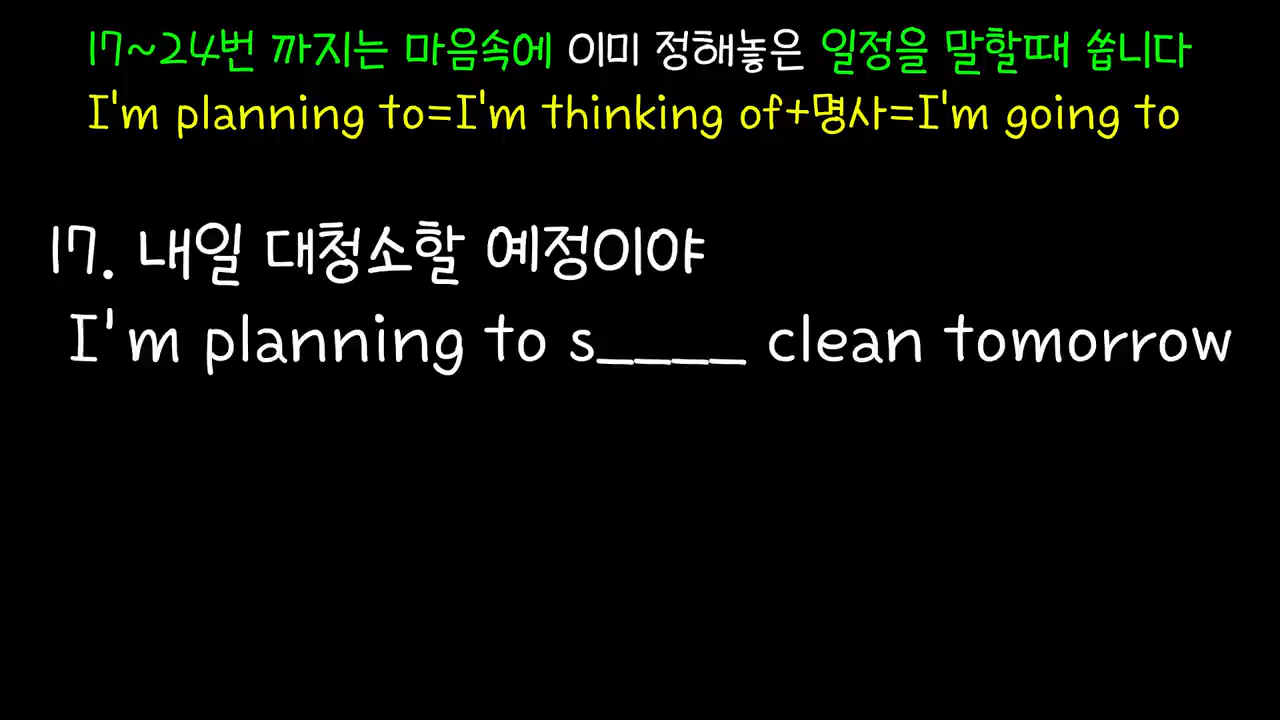 17~24번 까지는 마음속에 이미 정해놓은 일정을 말할때 씁니다
I'm planning to=I'm thinking of+명사=I'm going to
17. 내일 대청소할 예정이야
I'm planning to s____ clean tomorrow